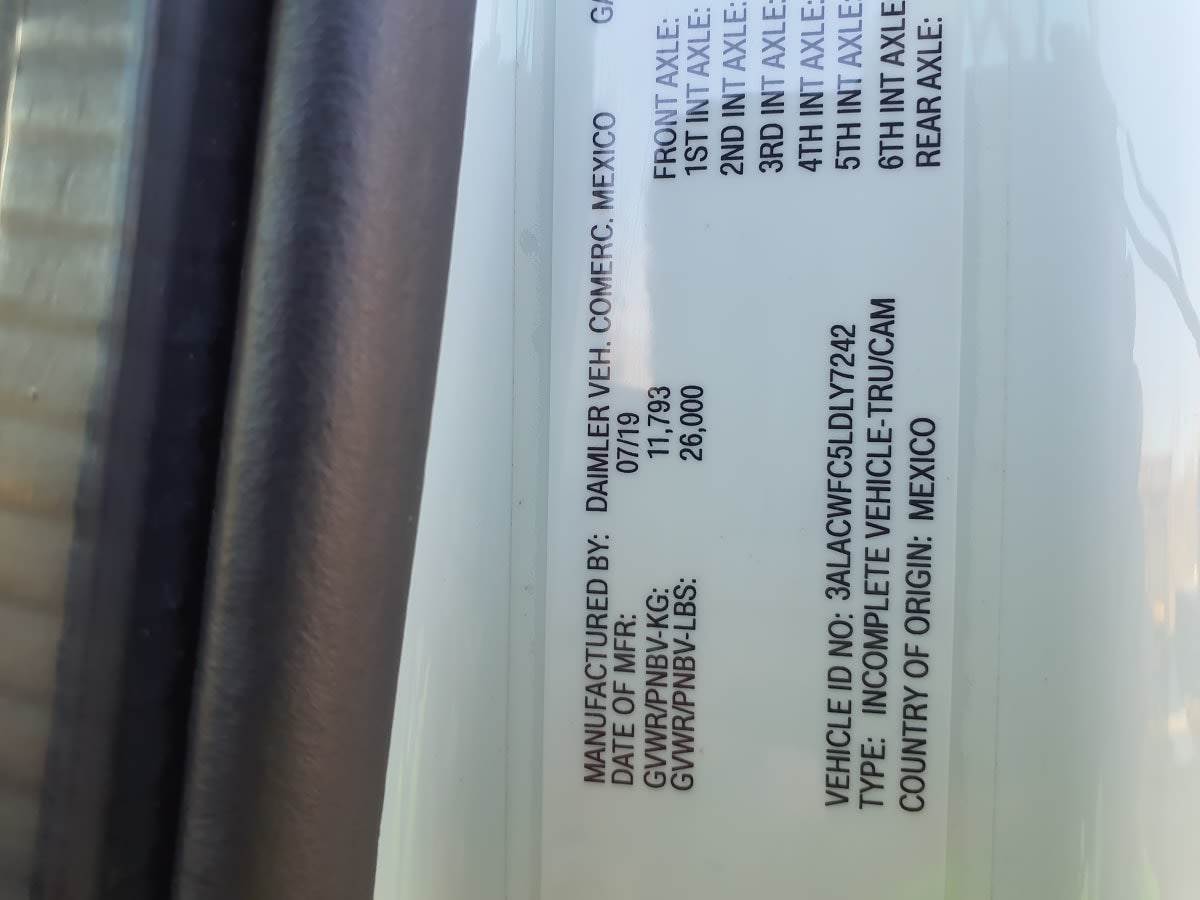 MANUFACTURED BY: DAIMLER VEH. COMERC. MEXICO
DATE OF MFR: 07/19
GVWR/PNBV-KG: 11,793
GVWR/PNBV-LBS: 26,000
FRONT AXLE:
1ST INT AXLE:
2ND INT AXLE:
3RD INT AXLE:
4TH INT AXLE:
5TH INT AXLE:
6TH INT AXLE
REAR AXLE:
VEHICLE ID NO: 3ALACWFC5LDLY7242
TYPE: INCOMPLETE VEHICLE-TRU/CAM
COUNTRY OF ORIGIN: MEXICO